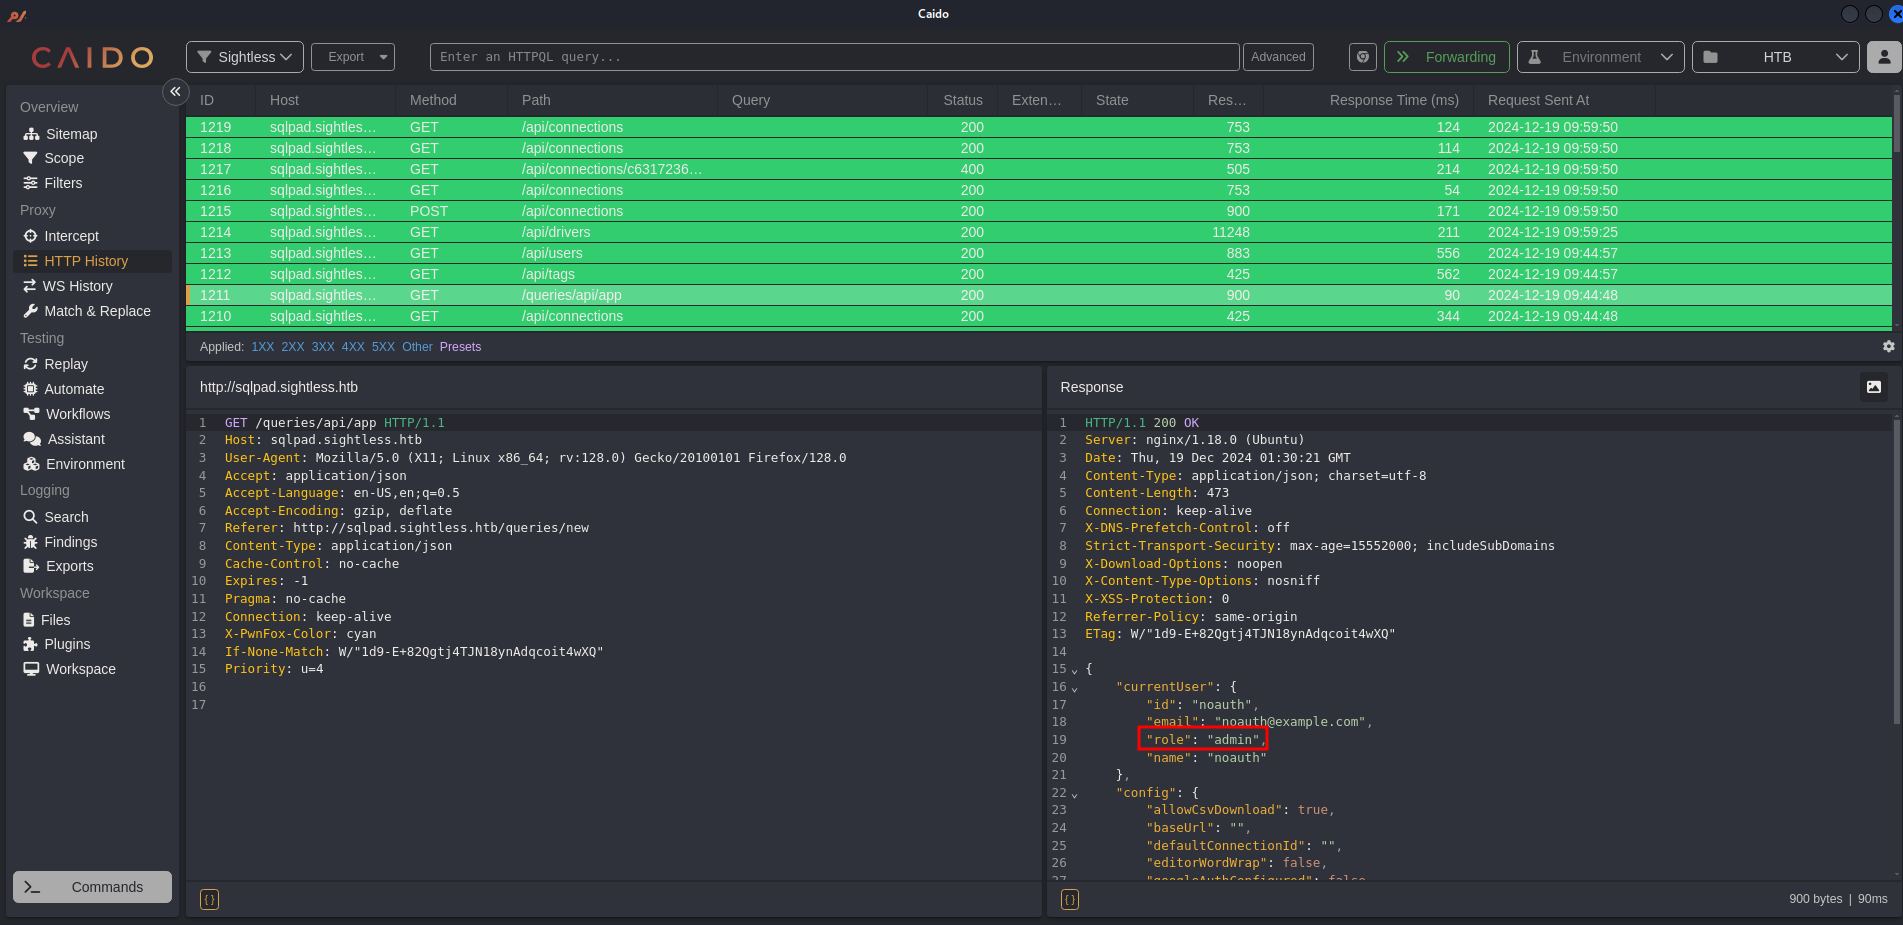 Caido
CAIDO
Sightless
Export
Enter an HTTPQL query...
Advanced
Forwarding
Environment
HTB
Overview
Sitemap
Scope
Filters
Proxy
Intercept
HTTP History
WS History
Match & Replace
Testing
Replay
Automate
Workflows
Assistant
Environment
Logging
Search
Findings
Exports
Workspace
Files
Plugins
Workspace
Commands
ID Host Method Path Query Status Exten… State Res… Response Time (ms) Request Sent At
1219 sqlpad.sightles… GET /api/connections 200 753 124 2024-12-19 09:59:50
1218 sqlpad.sightles… GET /api/connections 200 753 114 2024-12-19 09:59:50
1217 sqlpad.sightles… GET /api/connections/c6317236… 400 505 214 2024-12-19 09:59:50
1216 sqlpad.sightles… GET /api/connections 200 753 54 2024-12-19 09:59:50
1215 sqlpad.sightles… POST /api/connections 200 900 171 2024-12-19 09:59:50
1214 sqlpad.sightles… GET /api/drivers 200 11248 211 2024-12-19 09:59:25
1213 sqlpad.sightles… GET /api/users 200 883 556 2024-12-19 09:44:57
1212 sqlpad.sightles… GET /api/tags 200 425 562 2024-12-19 09:44:57
1211 sqlpad.sightles… GET /queries/api/app 200 900 90 2024-12-19 09:44:48
1210 sqlpad.sightles… GET /api/connections 200 425 344 2024-12-19 09:44:48
Applied: 1XX 2XX 3XX 4XX 5XX Other Presets
http://sqlpad.sightless.htb
1 GET /queries/api/app HTTP/1.1
2 Host: sqlpad.sightless.htb
3 User-Agent: Mozilla/5.0 (X11; Linux x86_64; rv:128.0) Gecko/20100101 Firefox/128.0
4 Accept: application/json
5 Accept-Language: en-US,en;q=0.5
6 Accept-Encoding: gzip, deflate
7 Referer: http://sqlpad.sightless.htb/queries/new
8 Content-Type: application/json
9 Cache-Control: no-cache
10 Expires: -1
11 Pragma: no-cache
12 Connection: keep-alive
13 X-PwnFox-Color: cyan
14 If-None-Match: W/"1d9-E+82Qgtj4TJN18ynAdqcoit4wXQ"
15 Priority: u=4
16
17
{}
Response
1 HTTP/1.1 200 OK
2 Server: nginx/1.18.0 (Ubuntu)
3 Date: Thu, 19 Dec 2024 01:30:21 GMT
4 Content-Type: application/json; charset=utf-8
5 Content-Length: 473
6 Connection: keep-alive
7 X-DNS-Prefetch-Control: off
8 Strict-Transport-Security: max-age=15552000; includeSubDomains
9 X-Download-Options: noopen
10 X-Content-Type-Options: nosniff
11 X-XSS-Protection: 0
12 Referrer-Policy: same-origin
13 ETag: W/"1d9-E+82Qgtj4TJN18ynAdqcoit4wXQ"
14
15 {
16 "currentUser": {
17 "id": "noauth",
18 "email": "noauth@example.com",
19 "role": "admin",
20 "name": "noauth"
21 },
22 "config": {
23 "allowCsvDownload": true,
24 "baseUrl": "",
25 "defaultConnectionId": "",
26 "editorWordWrap": false,
27 "googleAuthConfigured": false
{}
900 bytes | 90ms